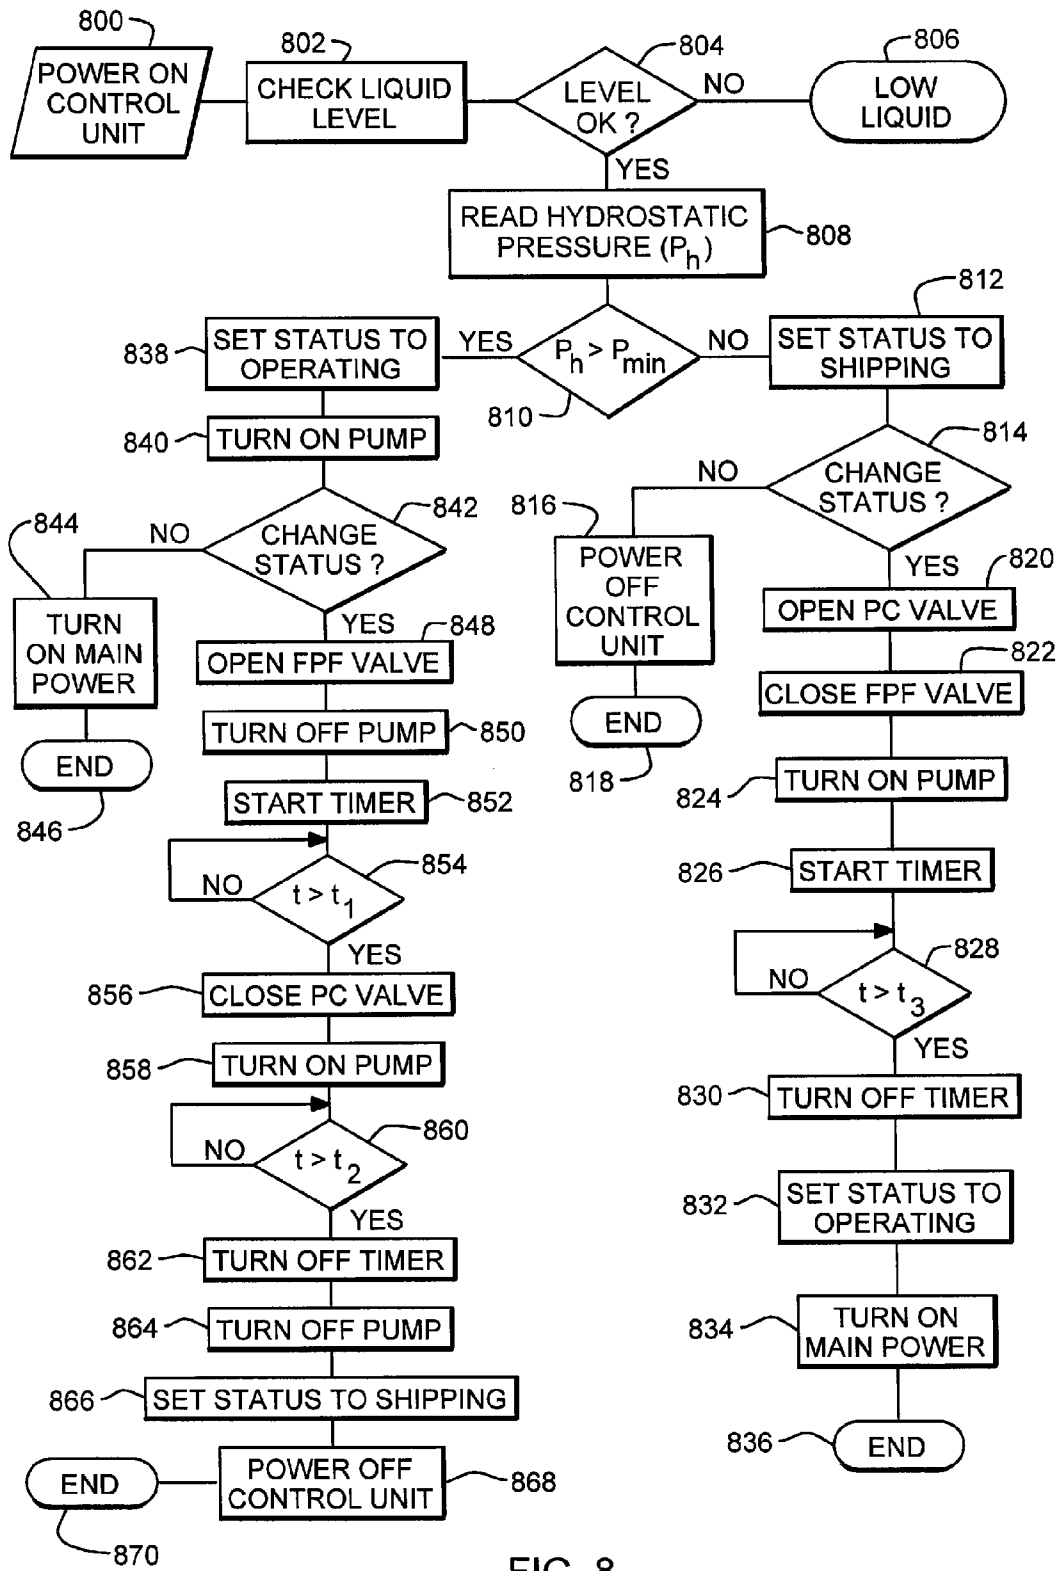 800
POWER ON
CONTROL
UNIT
802
CHECK LIQUID
LEVEL
804
LEVEL
OK ?
NO
806
LOW
LIQUID
YES
READ HYDROSTATIC
PRESSURE (Ph)
808
810
Ph > Pmin
YES
NO
812
SET STATUS TO
SHIPPING
814
CHANGE
STATUS ?
NO
816
POWER
OFF
CONTROL
UNIT
END
818
YES
820
OPEN PC VALVE
822
CLOSE FPF VALVE
824
TURN ON PUMP
826
START TIMER
828
t > t3
NO
YES
830
TURN OFF TIMER
832
SET STATUS TO
OPERATING
834
TURN ON
MAIN POWER
836
END
838
SET STATUS TO
OPERATING
840
TURN ON PUMP
842
CHANGE
STATUS ?
NO
844
TURN
ON MAIN
POWER
END
846
YES
848
OPEN FPF VALVE
TURN OFF PUMP
850
START TIMER
852
854
t > t1
NO
YES
856
CLOSE PC VALVE
858
TURN ON PUMP
860
t > t2
NO
YES
862
TURN OFF TIMER
864
TURN OFF PUMP
866
SET STATUS TO SHIPPING
POWER OFF
CONTROL UNIT
868
END
870
FIG. 8